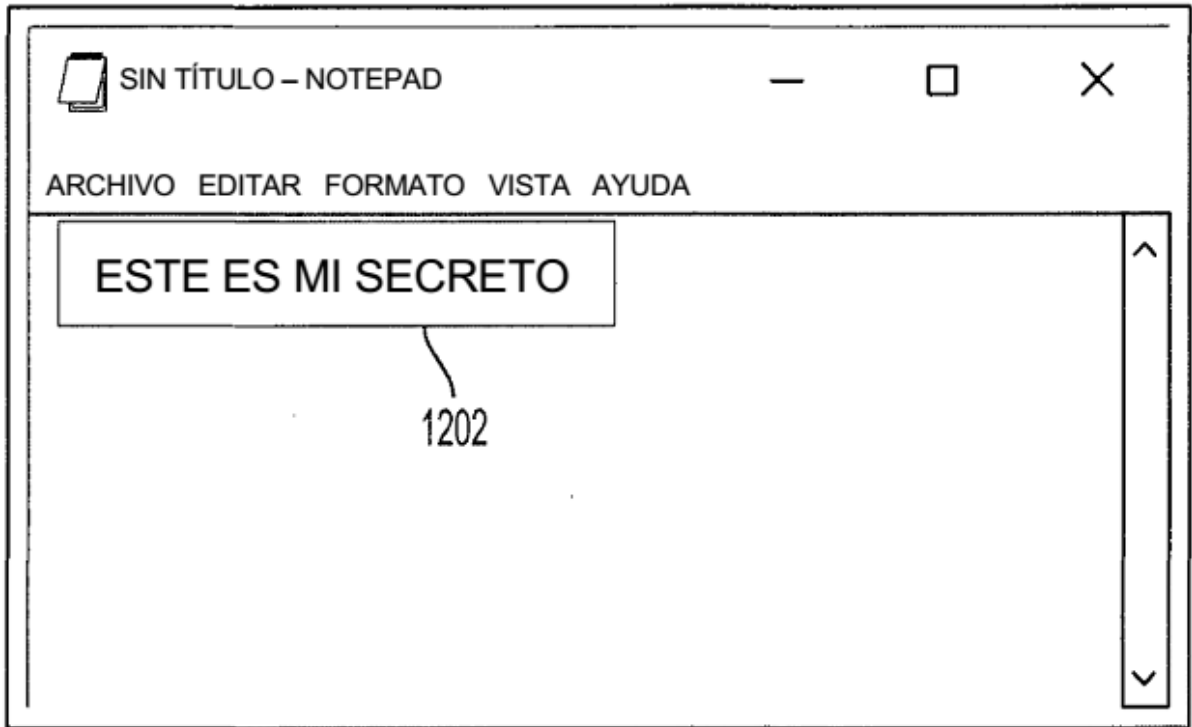 SIN TÍTULO – NOTEPAD
ARCHIVO EDITAR FORMATO VISTA AYUDA
ESTE ES MI SECRETO
1202